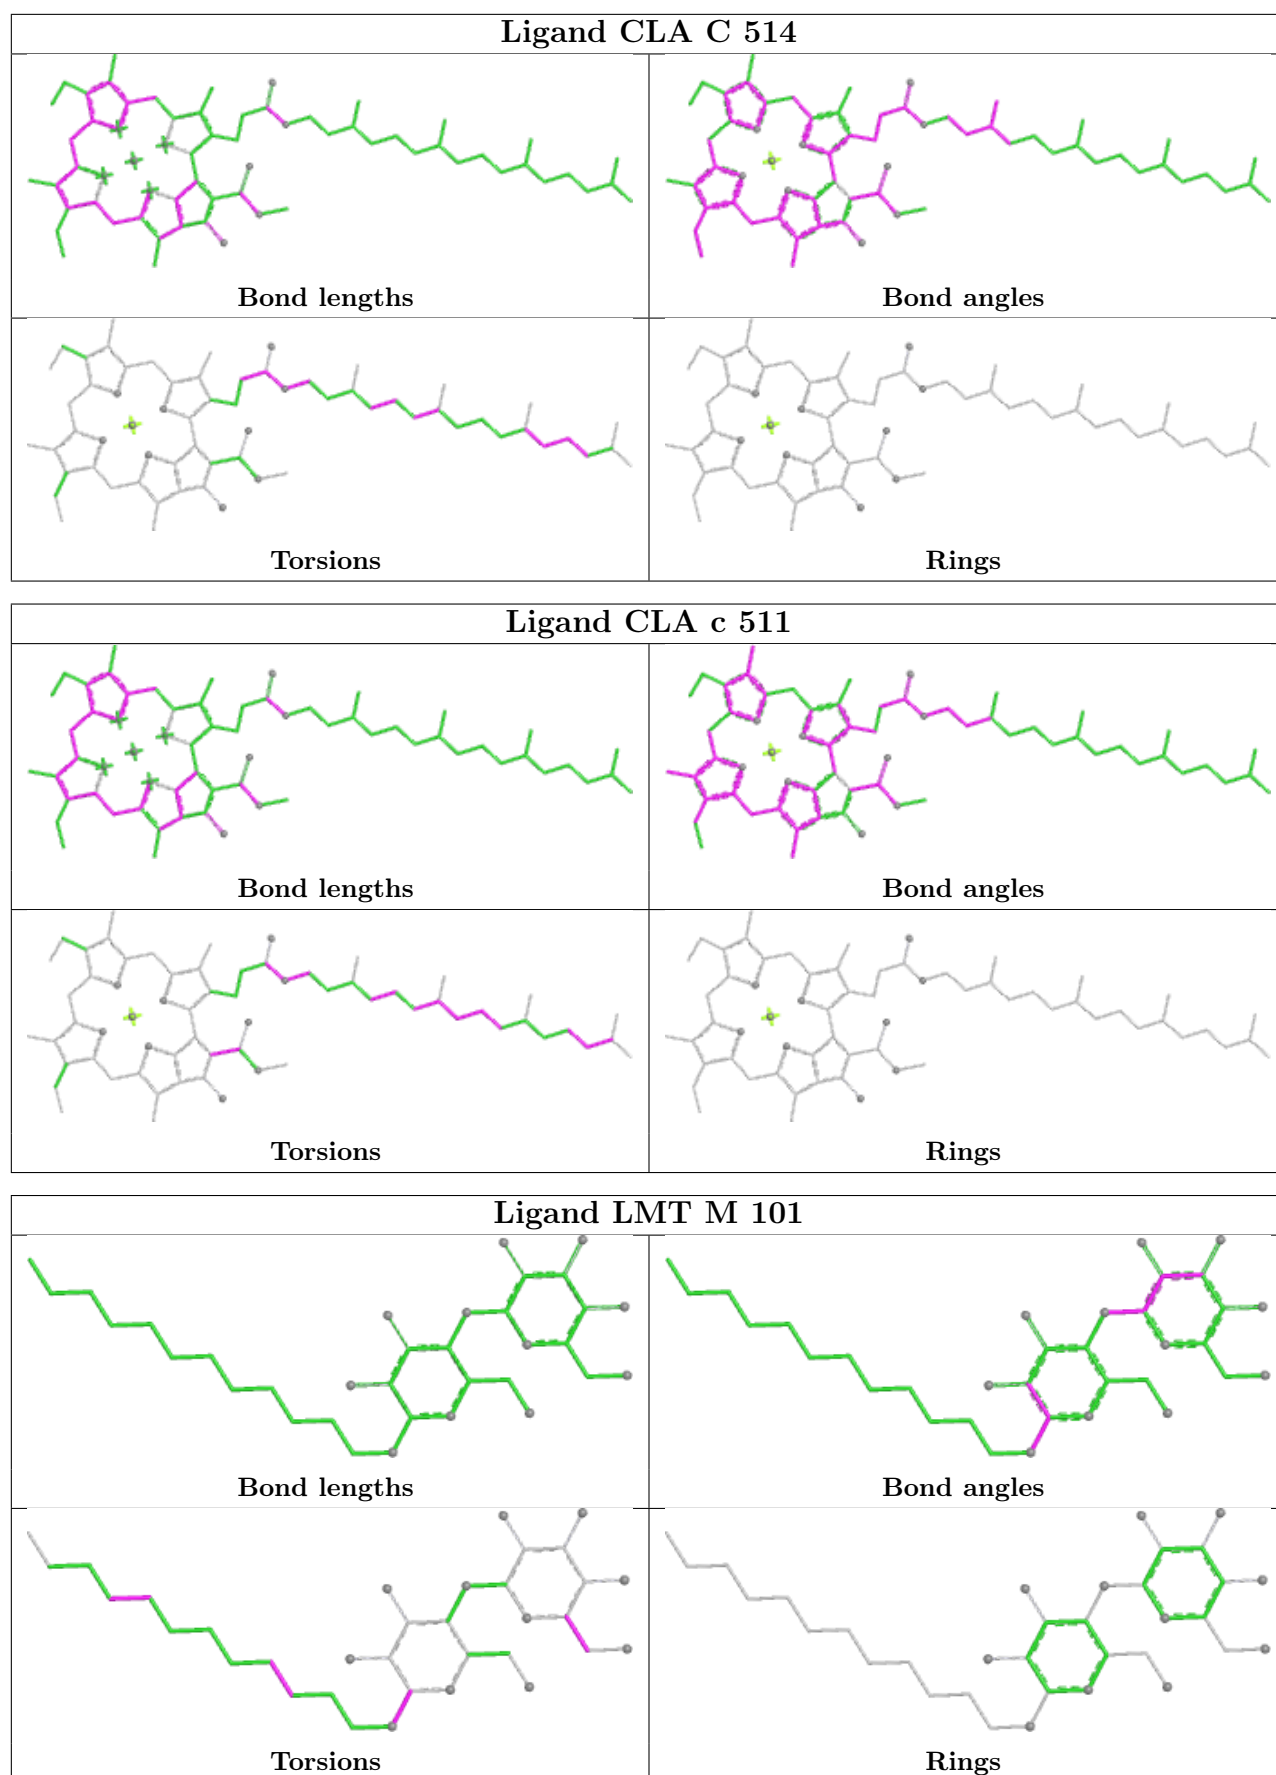 Ligand CLA C 514
Bond lengths
Bond angles
Torsions
Rings
Ligand CLA c 511
Bond lengths
Bond angles
Torsions
Rings
Ligand LMT M 101
Bond lengths
Bond angles
Torsions
Rings